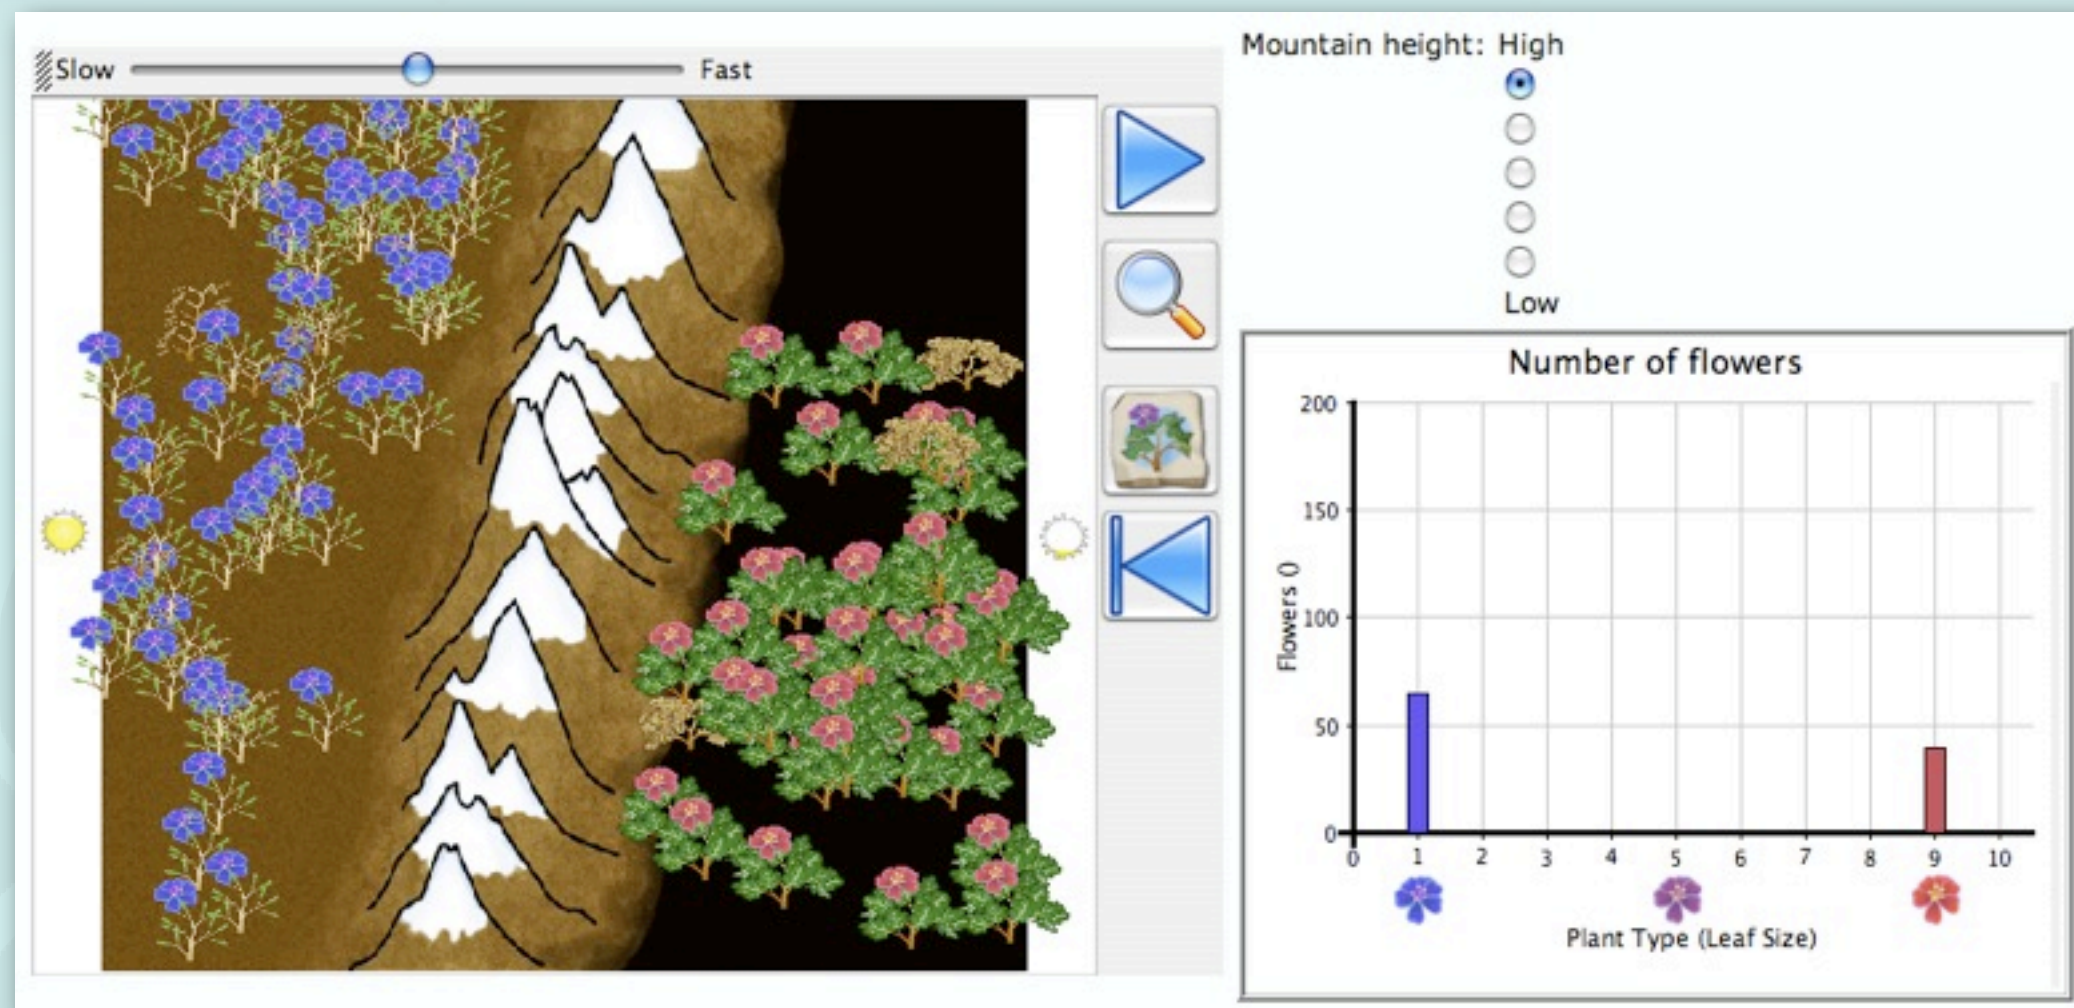 Slow
Fast
Mountain height: High
Low
Number of flowers
200
150
100
50
0
Flowers ()
0 1 2 3 4 5 6 7 8 9 10
Plant Type (Leaf Size)